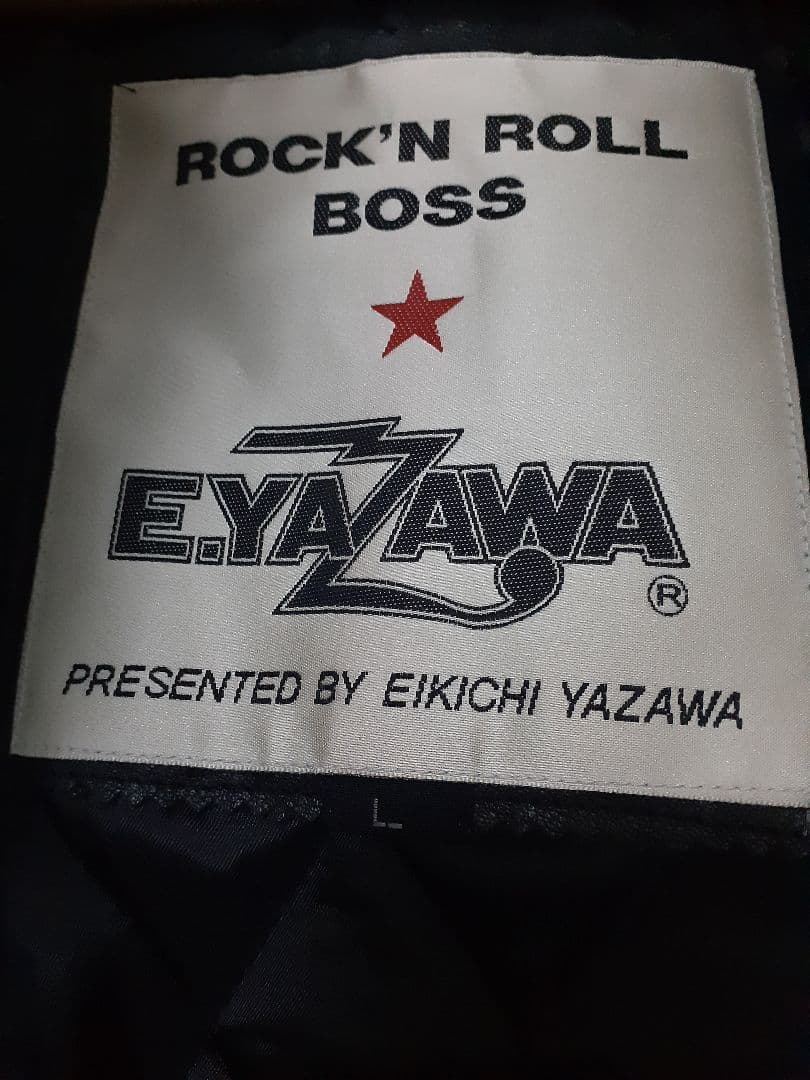 ROCK'N ROLL
BOSS
E.YAZAWA
®
PRESENTED BY EIKICHI YAZAWA
L